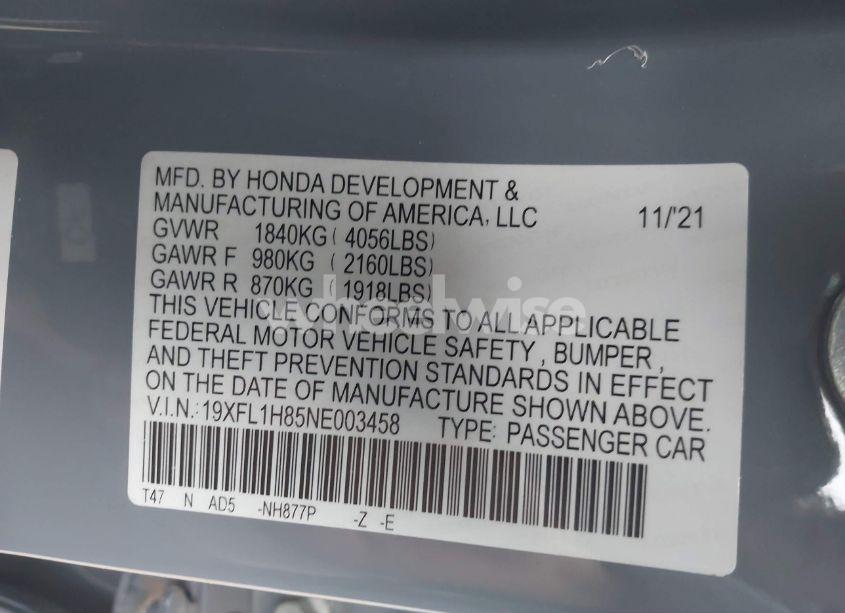 MFD. BY HONDA DEVELOPMENT &
MANUFACTURING OF AMERICA, LLC 11/'21
GVWR 1840KG ( 4056LBS)
GAWR F 980KG ( 2160LBS)
GAWR R 870KG ( 1918LBS)
THIS VEHICLE CONFORMS TO ALL APPLICABLE
FEDERAL MOTOR VEHICLE SAFETY , BUMPER ,
AND THEFT PREVENTION STANDARDS IN EFFECT
ON THE DATE OF MANUFACTURE SHOWN ABOVE.
V.I.N.: 19XFL1H85NE003458 TYPE: PASSENGER CAR
T47 N AD5 -NH877P -Z -E
wheelwise